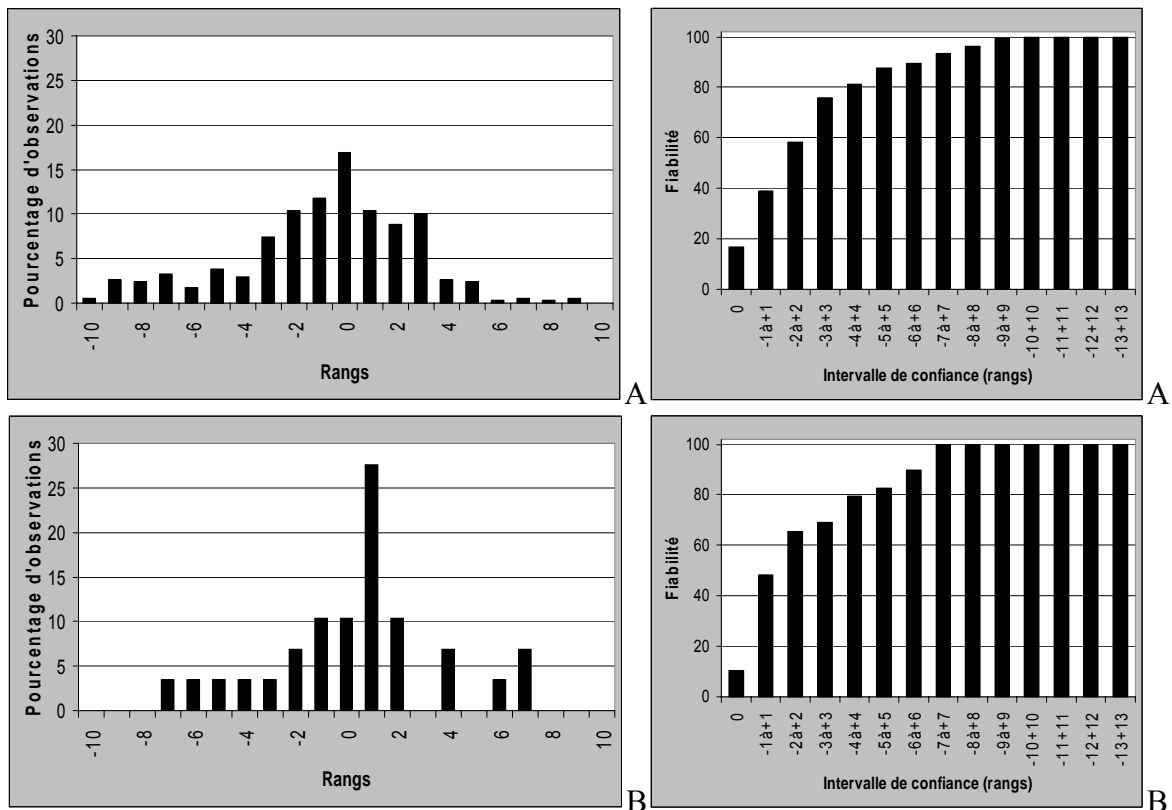 Pourcentage d'observations
30
25
20
15
10
5
0
-10
-8
-6
-4
-2
0
2
4
6
8
10
Rangs
A
Fiabilité
100
80
60
40
20
0
0
-1à+1
-2à+2
-3à+3
-4à+4
-5à+5
-6à+6
-7à+7
-8à+8
-9à+9
-10+10
-11+11
-12+12
-13+13
Intervalle de confiance (rangs)
A
Pourcentage d'observations
30
25
20
15
10
5
0
-10
-8
-6
-4
-2
0
2
4
6
8
10
Rangs
B
Fiabilité
100
80
60
40
20
0
0
-1à+1
-2à+2
-3à+3
-4à+4
-5à+5
-6à+6
-7à+7
-8à+8
-9à+9
-10+10
-11+11
-12+12
-13+13
Intervalle de confiance (rangs)
B